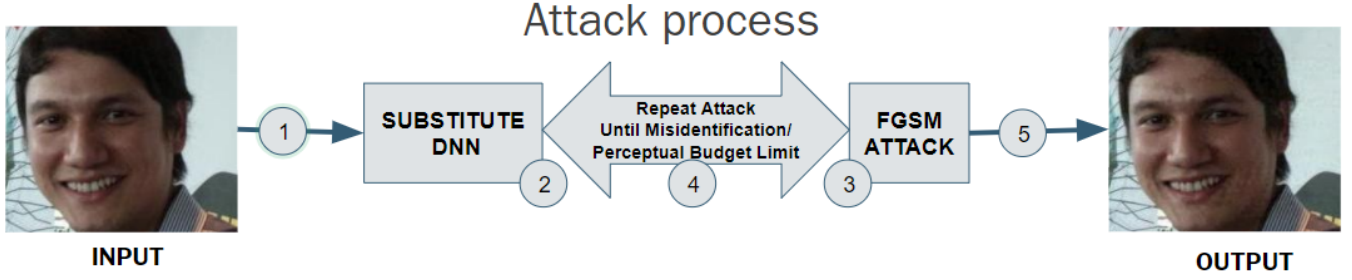 Attack process
1
SUBSTITUTE
DNN
2
Repeat Attack
Until Misidentification/
Perceptual Budget Limit
4
FGSM
ATTACK
3
5
INPUT
OUTPUT